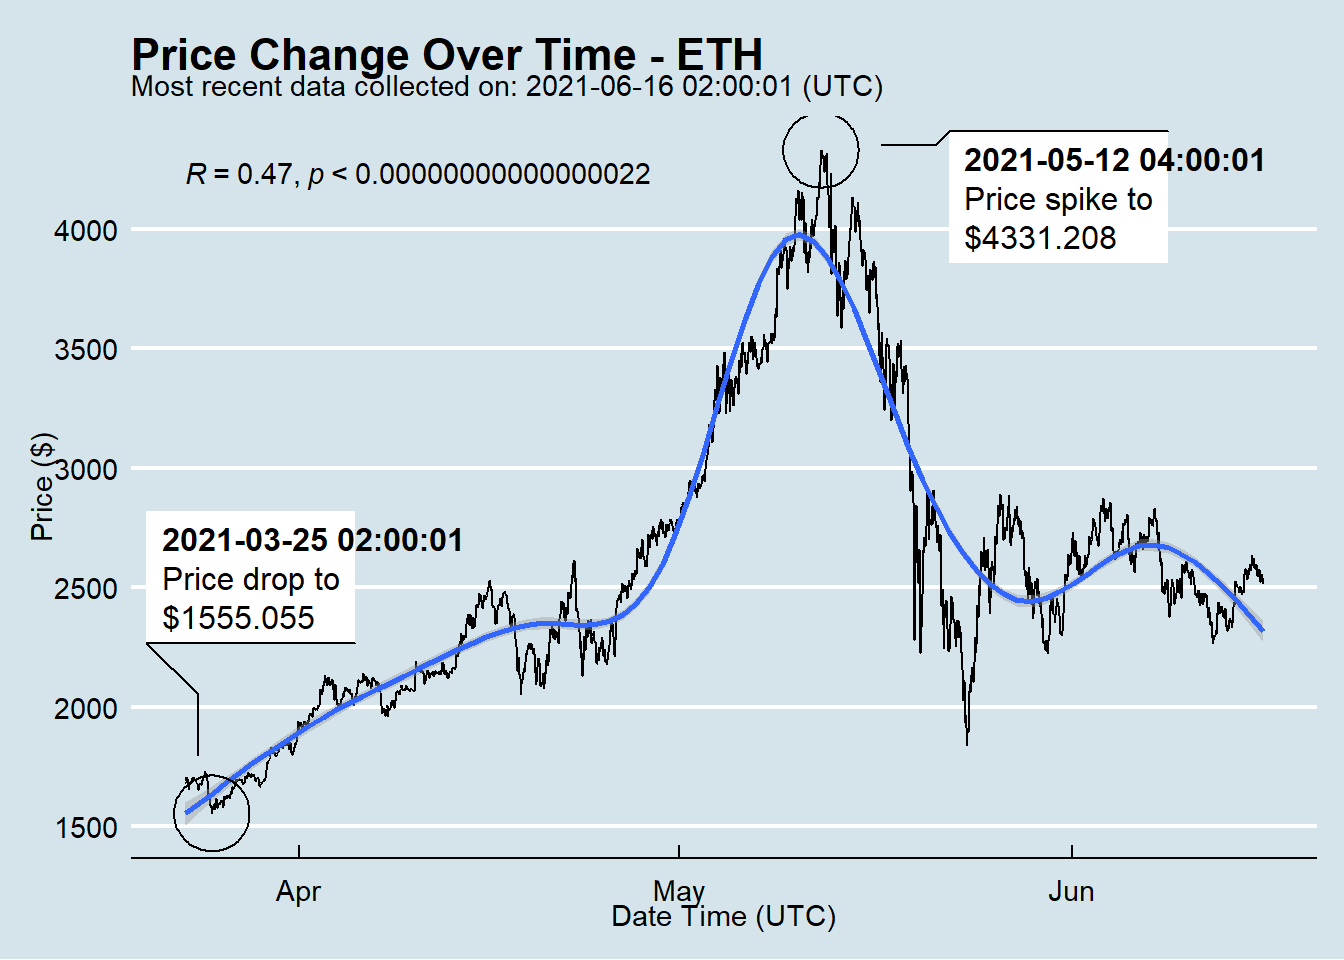 Price Change Over Time - ETH
Most recent data collected on: 2021-06-16 02:00:01 (UTC)
R = 0.47, p < 0.00000000000000022
2021-05-12 04:00:01
Price spike to
$4331.208
4000
3500
3000
2500
2000
1500
Price ($)
2021-03-25 02:00:01
Price drop to
$1555.055
Apr
May
Jun
Date Time (UTC)